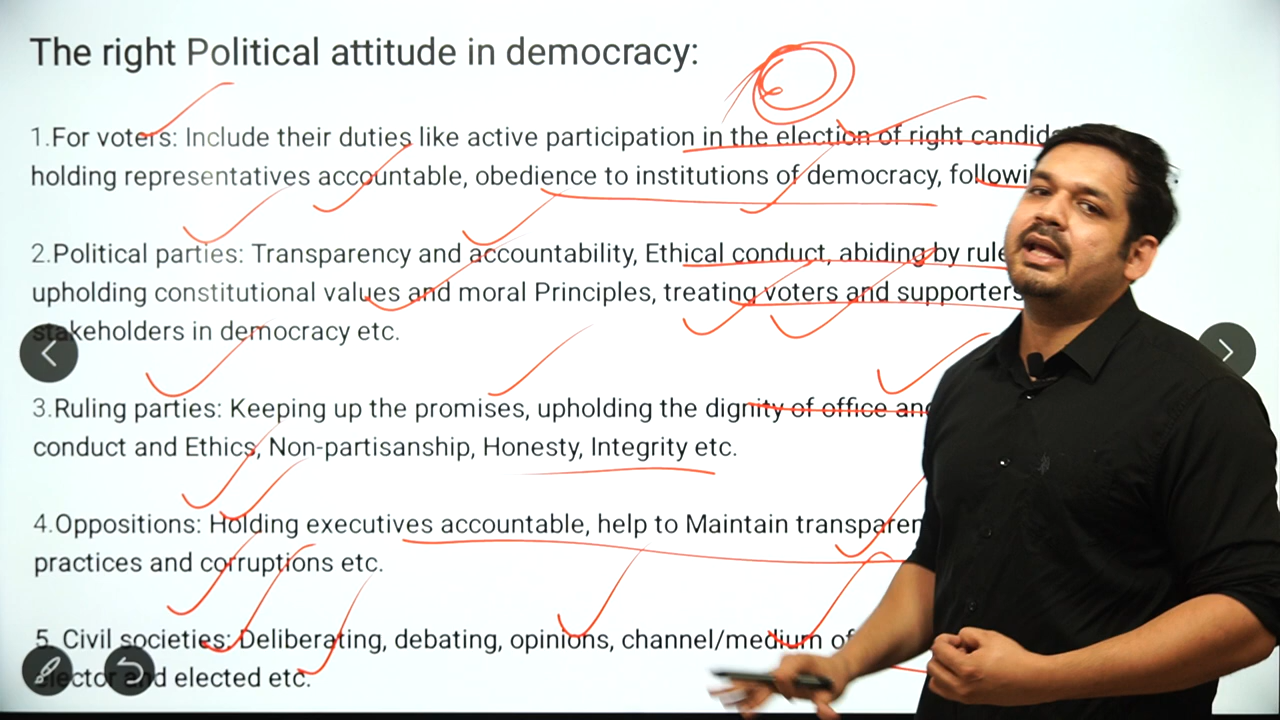 The right Political attitude in democracy:
1.For voters: Include their duties like active participation in the election of right
holding representatives accountable, obedience to institutions of democracy,
2.Political parties: Transparency and accountability, Ethical conduct, abiding by
upholding constitutional values and moral Principles, treating voters and supporters
stakeholders in democracy etc.
3.Ruling parties: Keeping up the promises, upholding the dignity of office
conduct and Ethics, Non-partisanship, Honesty, Integrity etc.
4.Oppositions: Holding executives accountable, help to Maintain
practices and corruptions etc.
5. Civil societies: Deliberating, debating, opinions, channel/medium of
and elected etc.